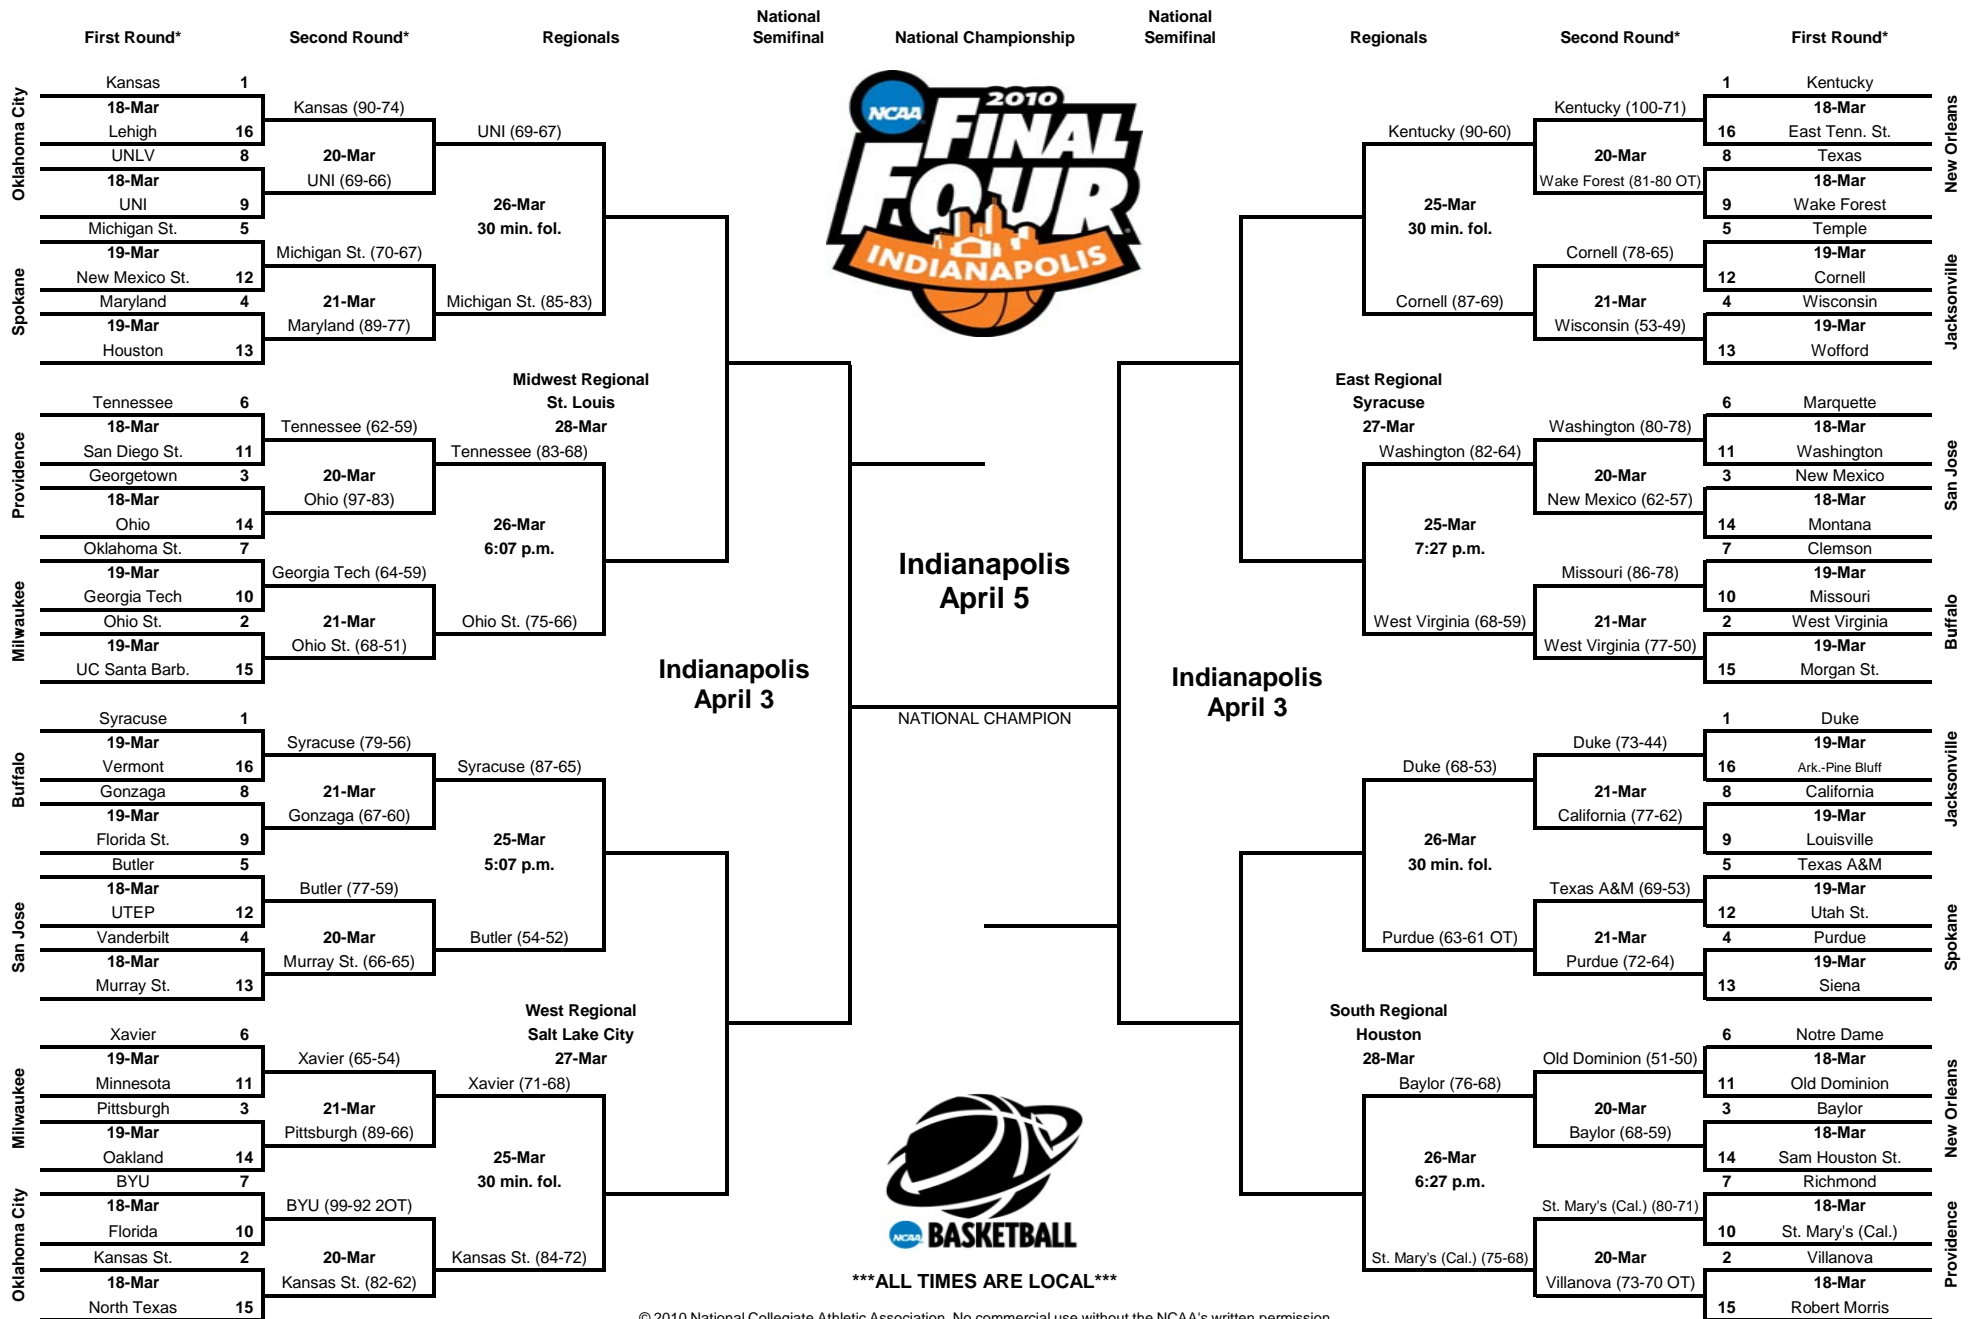 First Round*
Second Round*
Regionals
National
Semifinal
National Championship
National
Semifinal
Regionals
Second Round*
First Round*
Oklahoma City
Kansas 1
18-Mar
Lehigh 16
UNLV 8
18-Mar
UNI 9
Spokane
Michigan St. 5
19-Mar
New Mexico St. 12
Maryland 4
19-Mar
Houston 13
Providence
Tennessee 6
18-Mar
San Diego St. 11
Georgetown 3
18-Mar
Ohio 14
Milwaukee
Oklahoma St. 7
19-Mar
Georgia Tech 10
Ohio St. 2
19-Mar
UC Santa Barb. 15
Buffalo
Syracuse 1
19-Mar
Vermont 16
Gonzaga 8
19-Mar
Florida St. 9
San Jose
Butler 5
18-Mar
UTEP 12
Vanderbilt 4
18-Mar
Murray St. 13
Milwaukee
Xavier 6
19-Mar
Minnesota 11
Pittsburgh 3
19-Mar
Oakland 14
Oklahoma City
BYU 7
18-Mar
Florida 10
Kansas St. 2
18-Mar
North Texas 15
Kansas (90-74)
20-Mar
UNI (69-66)
Michigan St. (70-67)
21-Mar
Maryland (89-77)
Tennessee (62-59)
20-Mar
Ohio (97-83)
Georgia Tech (64-59)
21-Mar
Ohio St. (68-51)
Syracuse (79-56)
21-Mar
Gonzaga (67-60)
Butler (77-59)
20-Mar
Murray St. (66-65)
Xavier (65-54)
21-Mar
Pittsburgh (89-66)
BYU (99-92 2OT)
20-Mar
Kansas St. (82-62)
UNI (69-67)
26-Mar
30 min. fol.
Michigan St. (85-83)
Midwest Regional
St. Louis
28-Mar
Tennessee (83-68)
26-Mar
6:07 p.m.
Ohio St. (75-66)
Syracuse (87-65)
25-Mar
5:07 p.m.
Butler (54-52)
West Regional
Salt Lake City
27-Mar
Xavier (71-68)
25-Mar
30 min. fol.
Kansas St. (84-72)
Indianapolis
April 3
NCAA
2010
FINAL
FOUR
INDIANAPOLIS
Indianapolis
April 5
NATIONAL CHAMPION
NCAA BASKETBALL
***ALL TIMES ARE LOCAL***
Indianapolis
April 3
Kentucky (90-60)
25-Mar
30 min. fol.
Cornell (87-69)
East Regional
Syracuse
27-Mar
Washington (82-64)
25-Mar
7:27 p.m.
West Virginia (68-59)
Duke (68-53)
26-Mar
30 min. fol.
Purdue (63-61 OT)
South Regional
Houston
28-Mar
Baylor (76-68)
26-Mar
6:27 p.m.
St. Mary's (Cal.) (75-68)
Kentucky (100-71)
20-Mar
Wake Forest (81-80 OT)
Cornell (78-65)
21-Mar
Wisconsin (53-49)
Washington (80-78)
20-Mar
New Mexico (62-57)
Missouri (86-78)
21-Mar
West Virginia (77-50)
Duke (73-44)
21-Mar
California (77-62)
Texas A&M (69-53)
21-Mar
Purdue (72-64)
Old Dominion (51-50)
20-Mar
Baylor (68-59)
St. Mary's (Cal.) (80-71)
20-Mar
Villanova (73-70 OT)
1 Kentucky
18-Mar
16 East Tenn. St.
8 Texas
18-Mar
9 Wake Forest
New Orleans
5 Temple
19-Mar
12 Cornell
4 Wisconsin
19-Mar
13 Wofford
Jacksonville
6 Marquette
18-Mar
11 Washington
3 New Mexico
18-Mar
14 Montana
San Jose
7 Clemson
19-Mar
10 Missouri
2 West Virginia
19-Mar
15 Morgan St.
Buffalo
1 Duke
19-Mar
16 Ark.-Pine Bluff
8 California
19-Mar
9 Louisville
Jacksonville
5 Texas A&M
19-Mar
12 Utah St.
4 Purdue
19-Mar
13 Siena
Spokane
6 Notre Dame
18-Mar
11 Old Dominion
3 Baylor
18-Mar
14 Sam Houston St.
New Orleans
7 Richmond
18-Mar
10 St. Mary's (Cal.)
2 Villanova
18-Mar
15 Robert Morris
Providence
© 2010 National Collegiate Athletic Association. No commercial use without the NCAA's written permission.